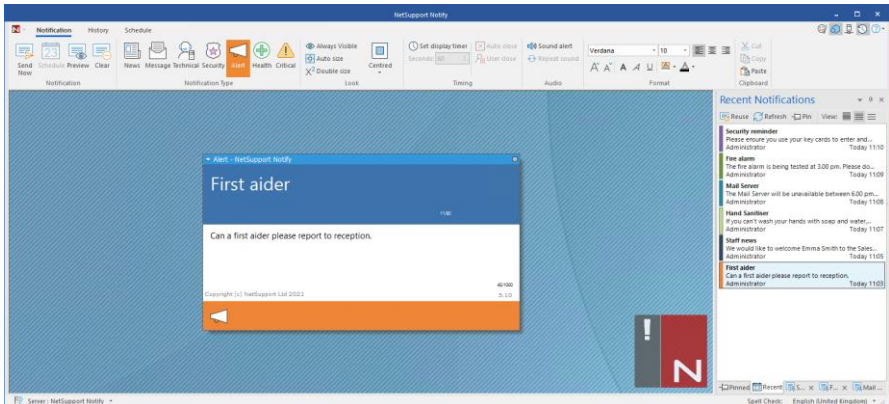 NetSupport Notify
Notification History Schedule
Send Now
Schedule
Preview
Clear
Notification
News
Message
Technical
Security
Alert
Health
Critical
Notification Type
Always Visible
Auto size
Double size
Centred
Look
Set display timer
Auto close
Seconds: 60
User close
Timing
Sound alert
Repeat sound
Audio
Verdana 10
A A A A U A
Format
Cut
Copy
Paste
Clipboard
Alert - NetSupport Notify
First aider
Can a first aider please report to reception.
Copyright (c) NetSupport Ltd 2021
5.10
! N
Recent Notifications
Reuse Refresh Pin View:
Security reminder
Please ensure you use your key cards to enter and...
Administrator Today 11:10
Fire alarm
The fire alarm is being tested at 3.00 pm. Please do...
Administrator Today 11:09
Mail Server
The Mail Server will be unavailable between 6.00 pm...
Administrator Today 11:08
Hand Sanitiser
If you can't wash your hands with soap and water,...
Administrator Today 11:07
Staff news
We would like to welcome Emma Smith to the Sales...
Administrator Today 11:05
First aider
Can a first aider please report to reception.
Administrator Today 11:03
Pinned Recent S... F... Mail ...
Server : NetSupport Notify
Spell Check: English (United Kingdom)